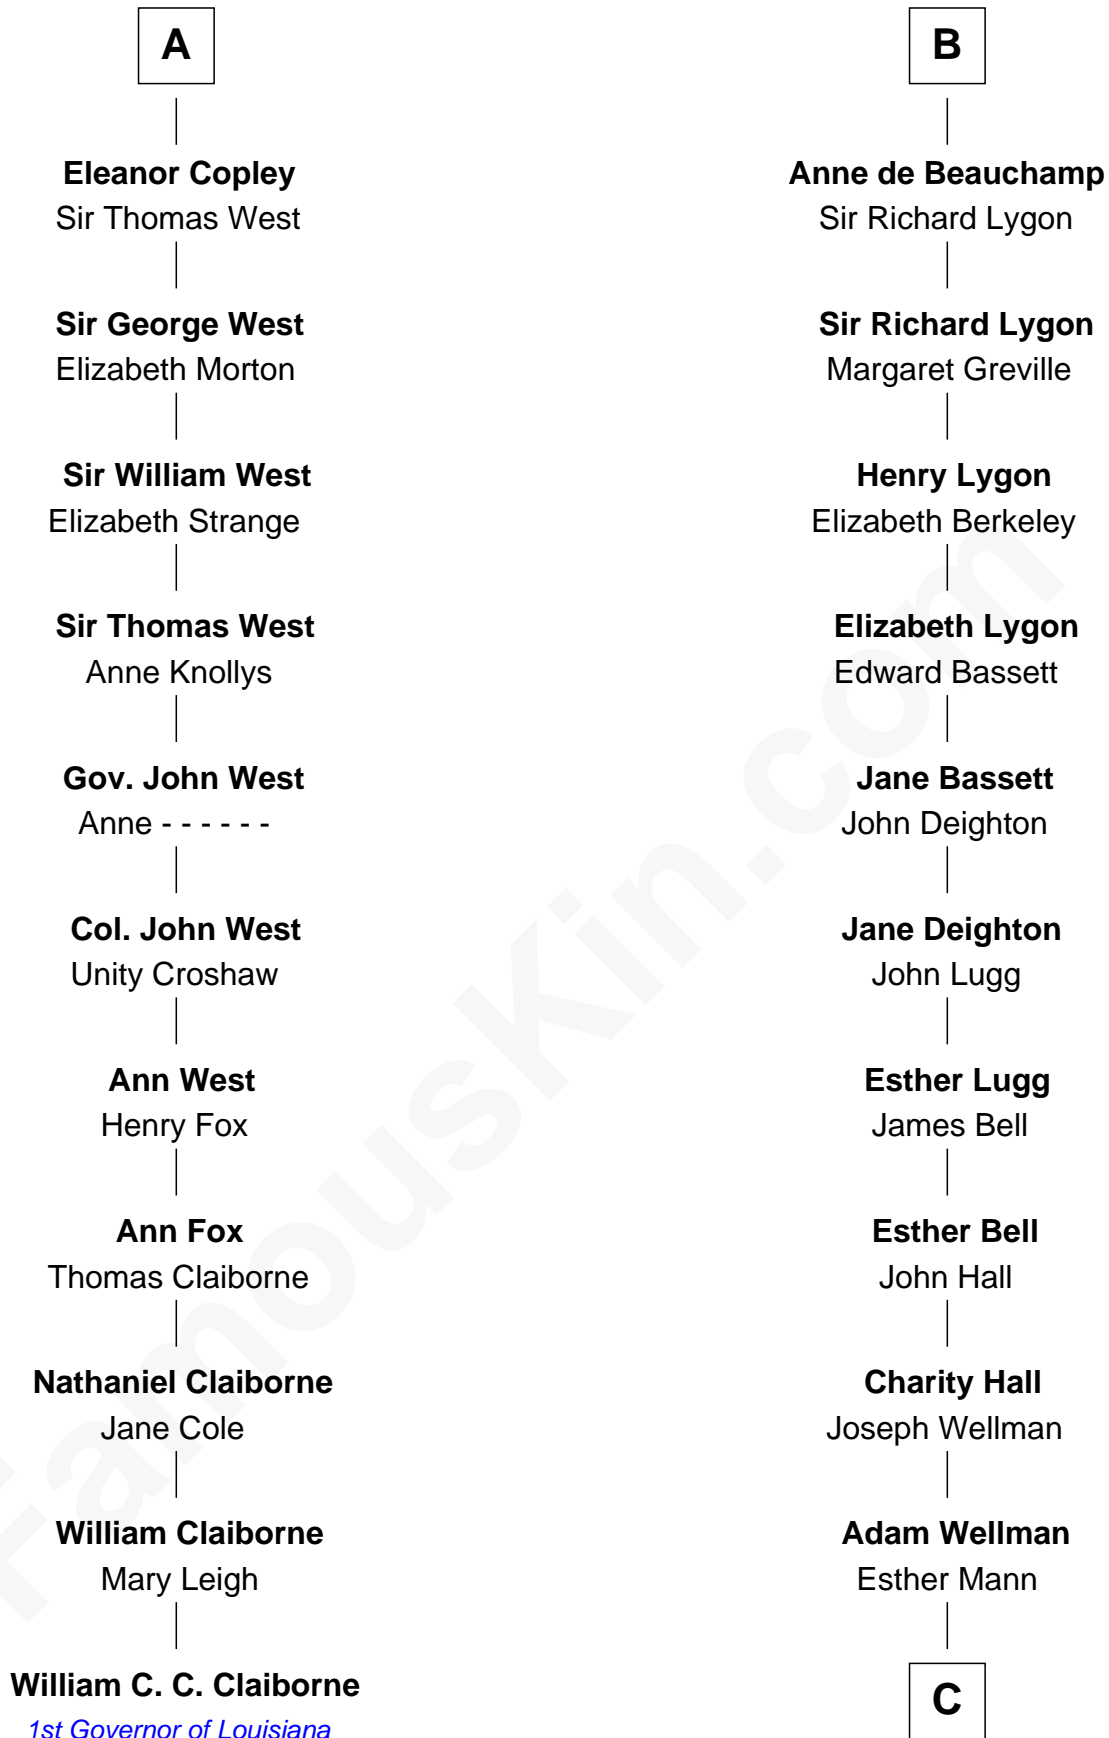 A
Eleanor Copley
Sir Thomas West
Sir George West
Elizabeth Morton
Sir William West
Elizabeth Strange
Sir Thomas West
Anne Knollys
Gov. John West
Anne - - - - - -
Col. John West
Unity Croshaw
Ann West
Henry Fox
Ann Fox
Thomas Claiborne
Nathaniel Claiborne
Jane Cole
William Claiborne
Mary Leigh
William C. C. Claiborne
1st Governor of Louisiana
B
Anne de Beauchamp
Sir Richard Lygon
Sir Richard Lygon
Margaret Greville
Henry Lygon
Elizabeth Berkeley
Elizabeth Lygon
Edward Bassett
Jane Bassett
John Deighton
Jane Deighton
John Lugg
Esther Lugg
James Bell
Esther Bell
John Hall
Charity Hall
Joseph Wellman
Adam Wellman
Esther Mann
C
FamousKin.com